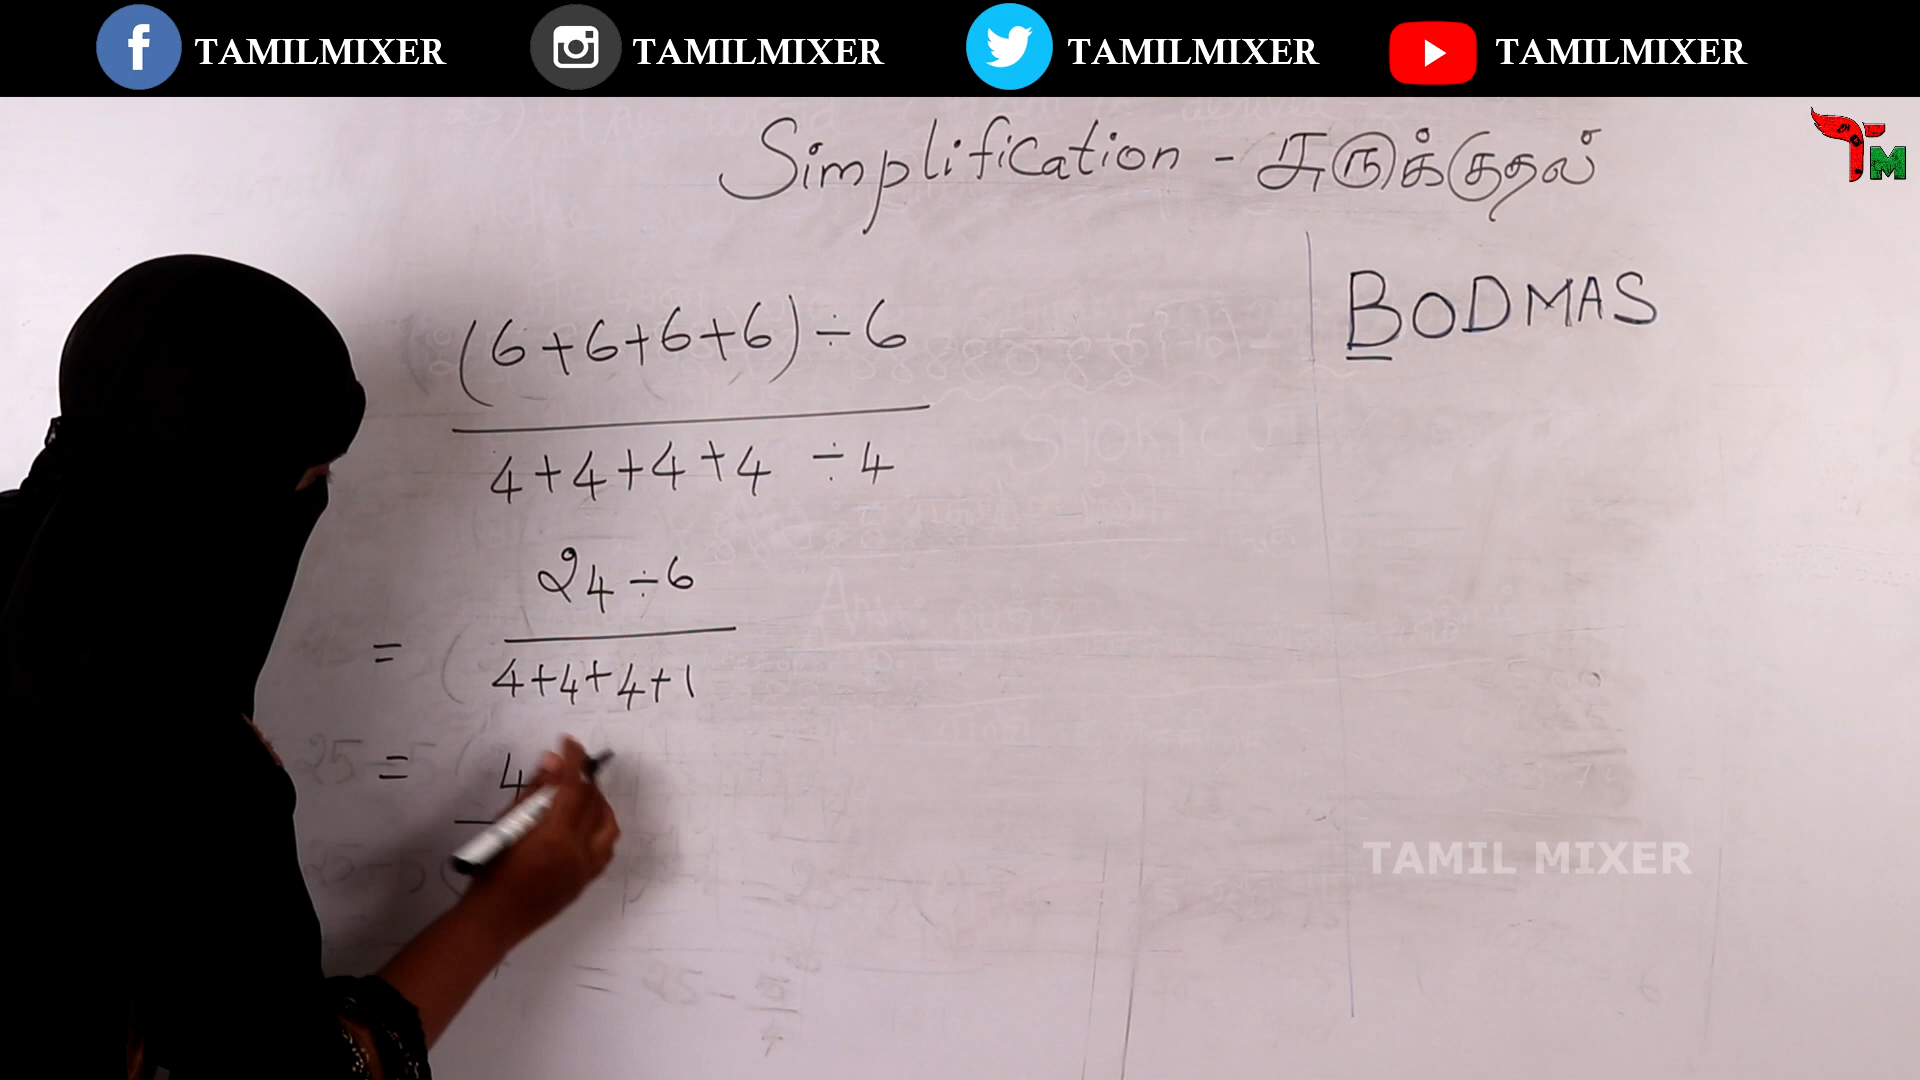 TAMILMIXER TAMILMIXER TAMILMIXER TAMILMIXER
Simplification - சுருக்குதல்
TM
BODMAS
(6+6+6+6)÷6
4+4+4+4 ÷4
24÷6
=
4+4+4+1
= 4
TAMIL MIXER